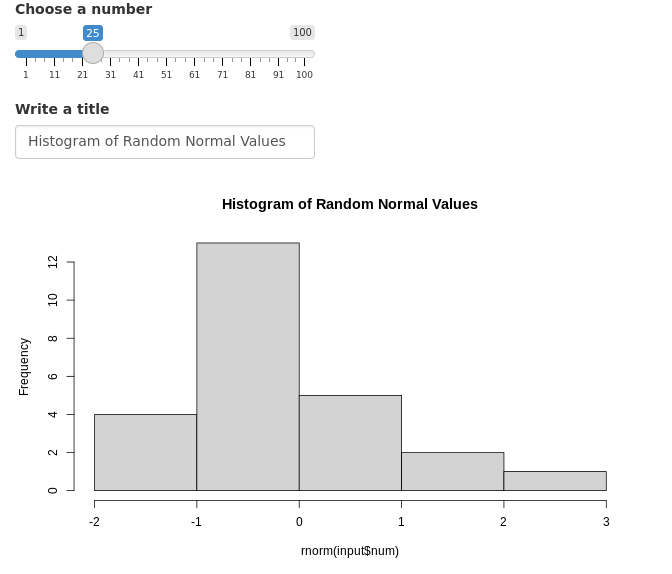 Choose a number
1 25 100
1 11 21 31 41 51 61 71 81 91 100
Write a title
Histogram of Random Normal Values
Histogram of Random Normal Values
12
10
8
6
4
2
0
Frequency
-2 -1 0 1 2 3
rnorm(input$num)